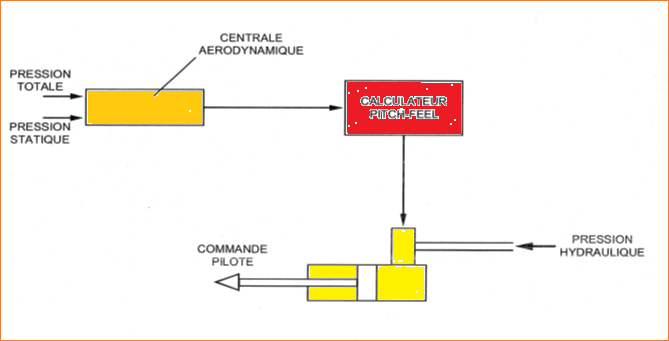 CENTRALE
AERODYNAMIQUE
PRESSION
TOTALE
PRESSION
STATIQUE
CALCULATEUR
PITCH-FEEL
COMMANDE
PILOTE
PRESSION
HYDRAULIQUE